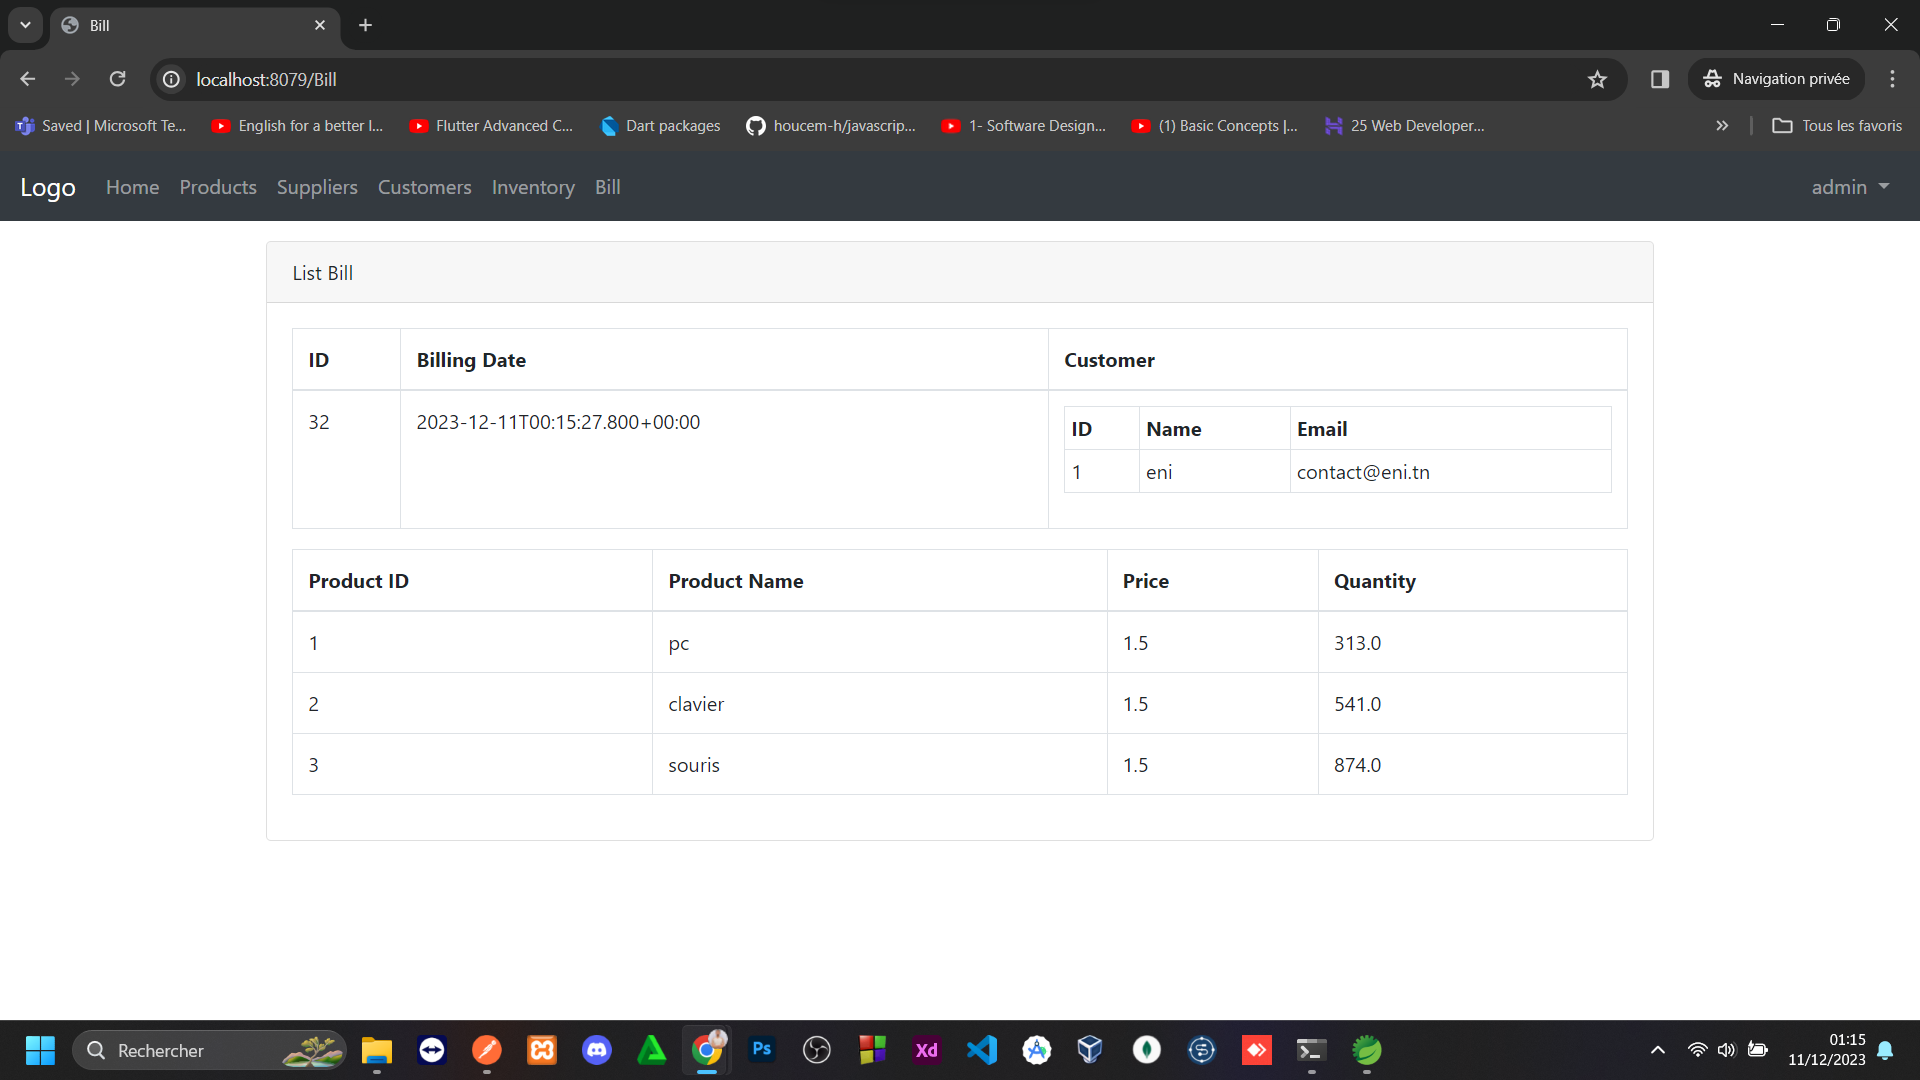 Bill
localhost:8079/Bill
Navigation privée
Saved | Microsoft Te... English for a better l... Flutter Advanced C... Dart packages houcem-h/javascrip... 1- Software Design... (1) Basic Concepts |... 25 Web Developer... » Tous les favoris
Logo Home Products Suppliers Customers Inventory Bill admin
List Bill
ID Billing Date Customer
32 2023-12-11T00:15:27.800+00:00
ID Name Email
1 eni contact@eni.tn
Product ID Product Name Price Quantity
1 pc 1.5 313.0
2 clavier 1.5 541.0
3 souris 1.5 874.0
Rechercher
Ps
Xd
01:15
11/12/2023